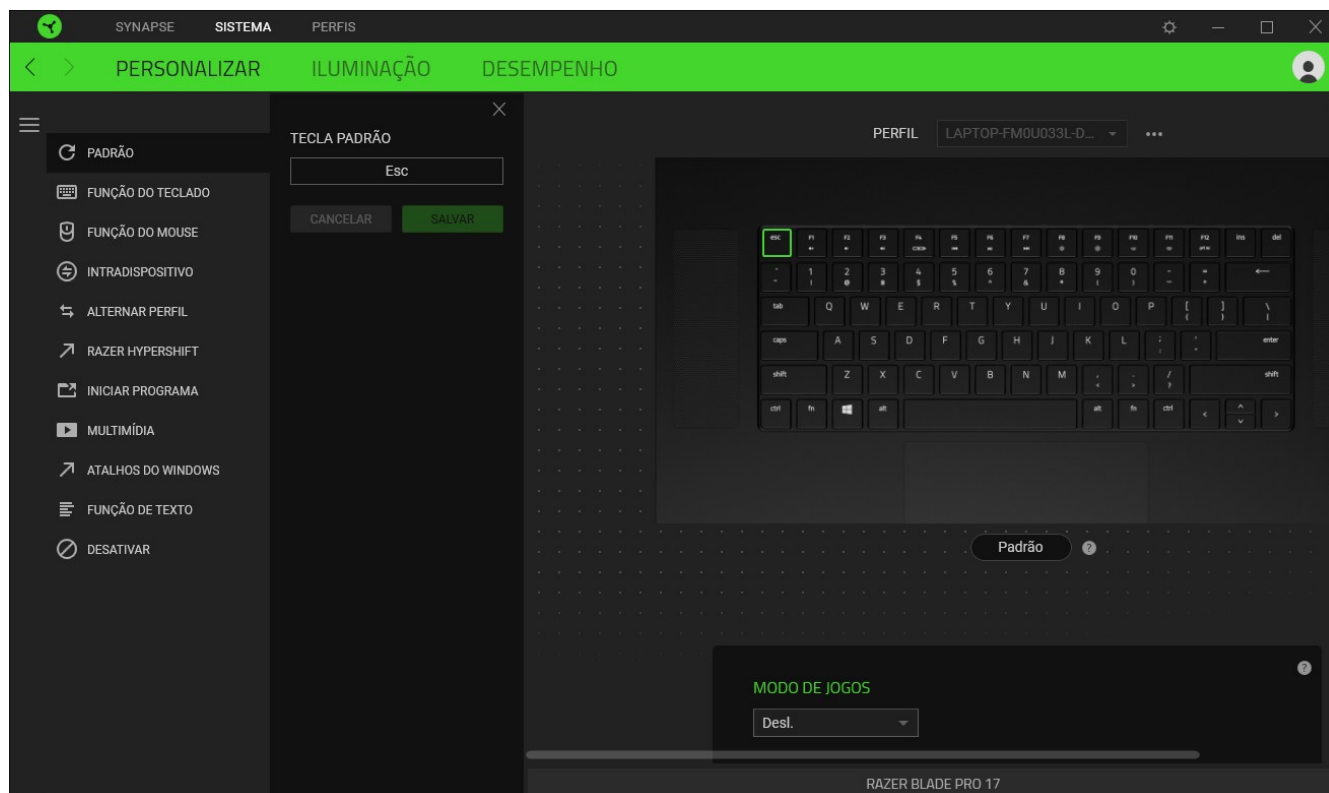 SYNAPSE SISTEMA PERFIS
PERSONALIZAR ILUMINAÇÃO DESEMPENHO
PADRÃO
FUNÇÃO DO TECLADO
FUNÇÃO DO MOUSE
INTRADISPOSITIVO
ALTERNAR PERFIL
RAZER HYPERSHIFT
INICIAR PROGRAMA
MULTIMÍDIA
ATALHOS DO WINDOWS
FUNÇÃO DE TEXTO
DESATIVAR
TECLA PADRÃO
Esc
CANCELAR SALVAR
PERFIL LAPTOP-FM0U033L-D... 
esc F1 F2 F3 F4 F5 F6 F7 F8 F9 F10 F11 F12 ins del
1 2 3 4 5 6 7 8 9 0 - =
! @ # $ % ^ & * ( ) _ +
tab Q W E R T Y U I O P [ ] \
{ } |
caps A S D F G H J K L ; ' enter
shift Z X C V B N M , . / shift
< > ?
ctrl fn alt alt fn ctrl
Padrão ?
MODO DE JOGOS ?
Desl.
RAZER BLADE PRO 17